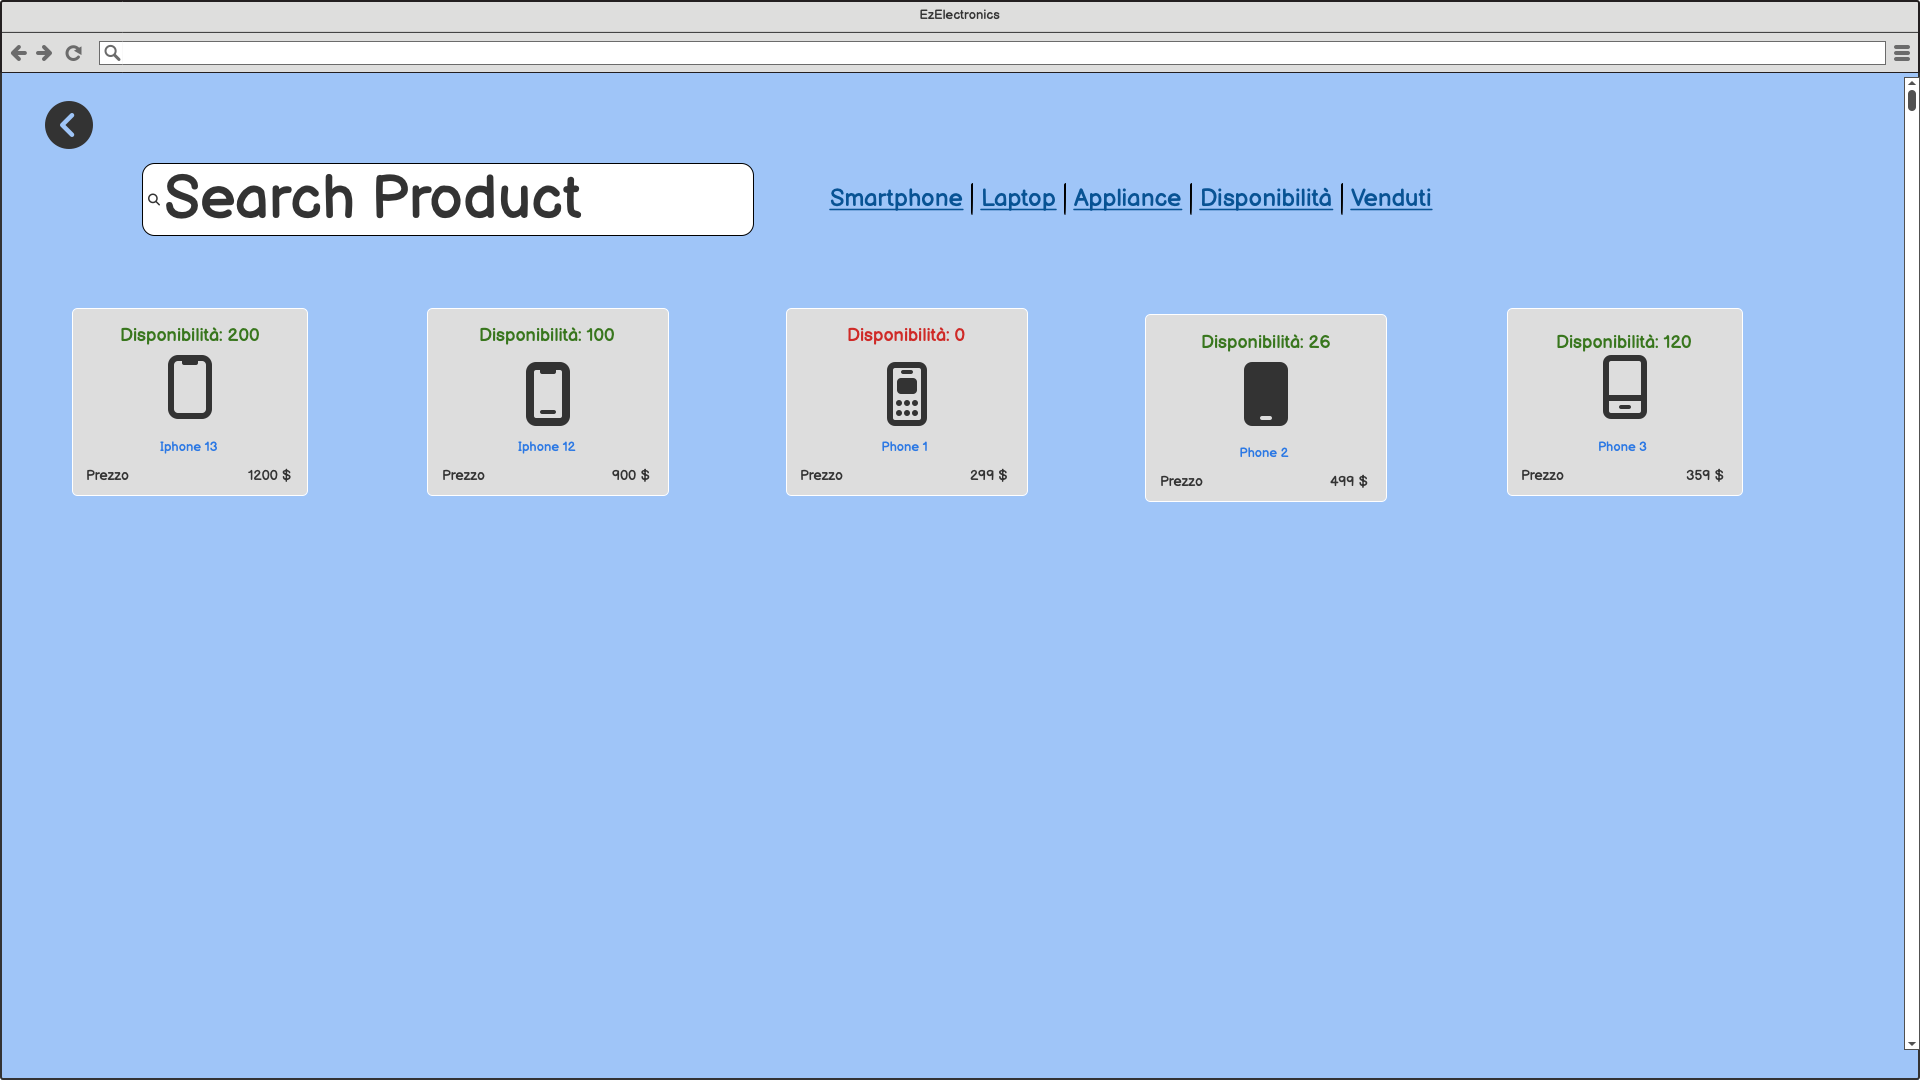 EzElectronics
Search Product
Smartphone | Laptop | Appliance | Disponibilità | Venduti
Disponibilità: 200
Iphone 13
Prezzo 1200 $
Disponibilità: 100
Iphone 12
Prezzo 900 $
Disponibilità: 0
Phone 1
Prezzo 299 $
Disponibilità: 26
Phone 2
Prezzo 499 $
Disponibilità: 120
Phone 3
Prezzo 359 $